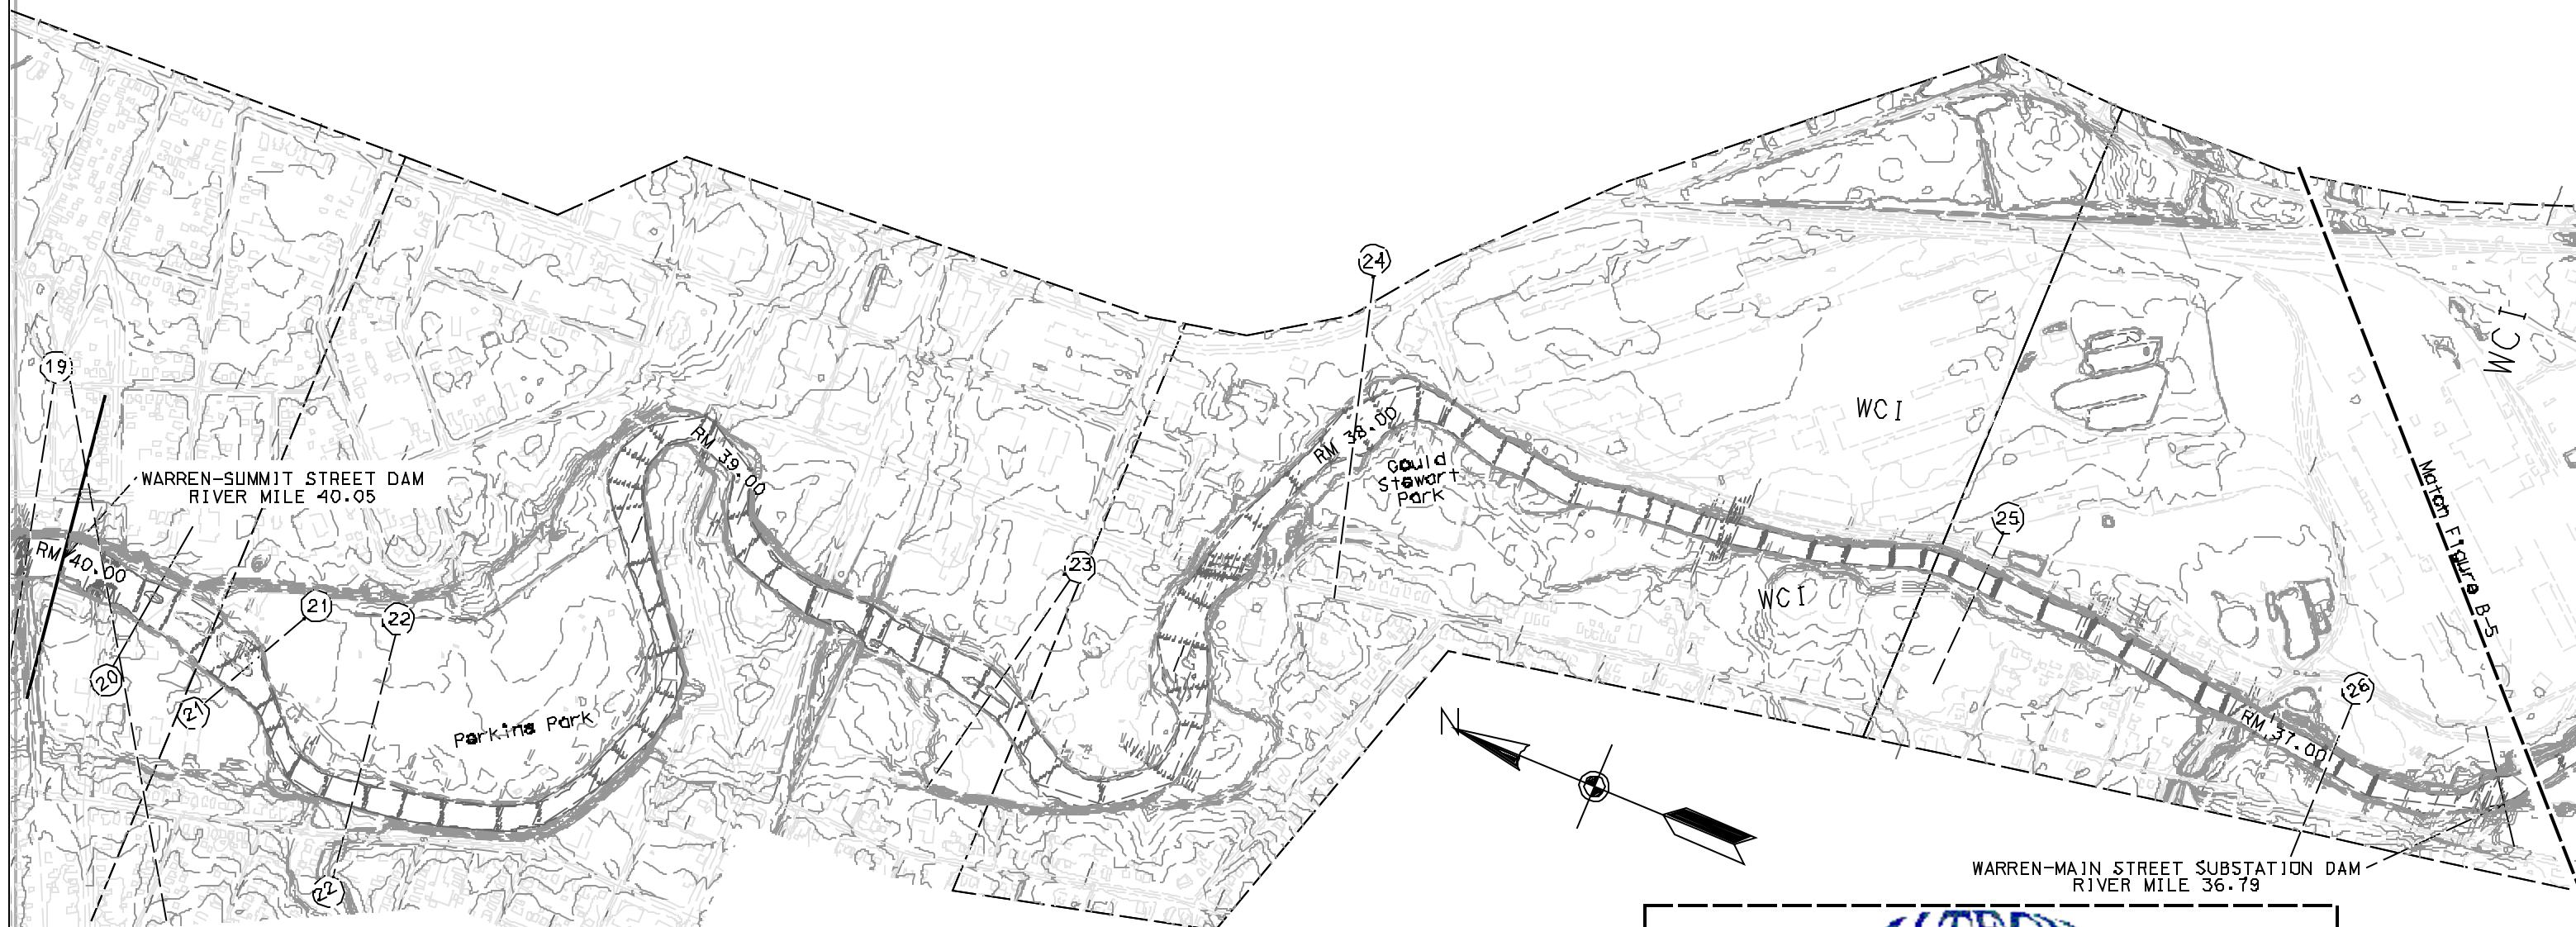 24
19
WCI
WCI
RM 38.00
RM 39.00
Gould
Stewart
Park
Match Figure B-5
WARREN-SUMMIT STREET DAM
RIVER MILE 40.05
25
RM 40.00
23
WCI
21
22
20
21
26
Perkins Park
N
RM 37.00
WARREN-MAIN STREET SUBSTATION DAM
RIVER MILE 36.79
22